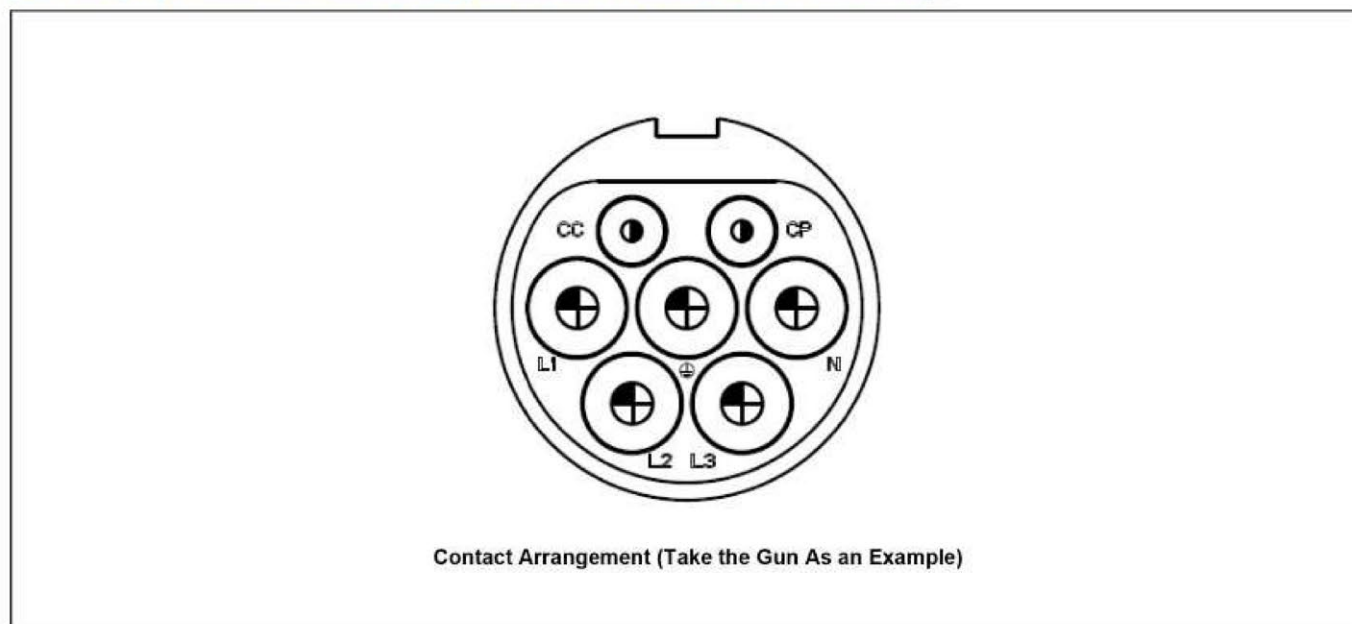 CC CP
L1 N
L2 L3
Contact Arrangement (Take the Gun As an Example)